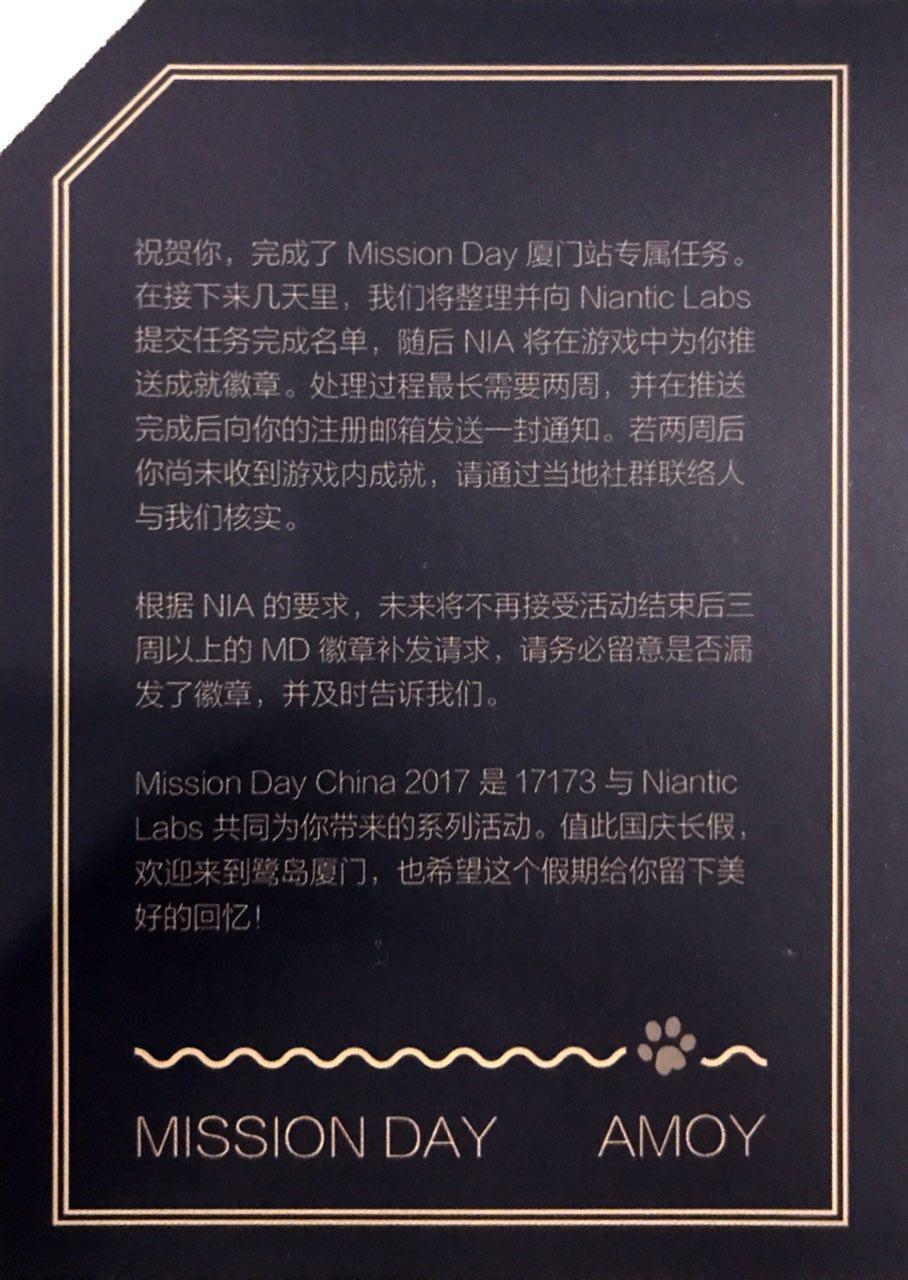 祝贺你，完成了 Mission Day 厦门站专属任务。
在接下来几天里，我们将整理并向 Niantic Labs
提交任务完成名单，随后 NIA 将在游戏中为你推
送成就徽章。处理过程最长需要两周，并在推送
完成后向你的注册邮箱发送一封通知。若两周后
你尚未收到游戏内成就，请通过当地社群联络人
与我们核实。
根据 NIA 的要求，未来将不再接受活动结束后三
周以上的 MD 徽章补发请求，请务必留意是否漏
发了徽章，并及时告诉我们。
Mission Day China 2017 是 17173 与 Niantic
Labs 共同为你带来的系列活动。值此国庆长假，
欢迎来到鹭岛厦门，也希望这个假期给你留下美
好的回忆！
MISSION DAY AMOY